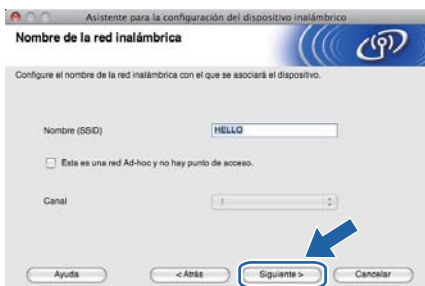 Asistente para la configuración del dispositivo inalámbrico
Nombre de la red inalámbrica
Configure el nombre de la red inalámbrica con el que se asociará el dispositivo.
Nombre (SSID)
HELLO
Esta es una red Ad-hoc y no hay punto de acceso.
Canal
1
Ayuda
< Atrás
Siguiente >
Cancelar